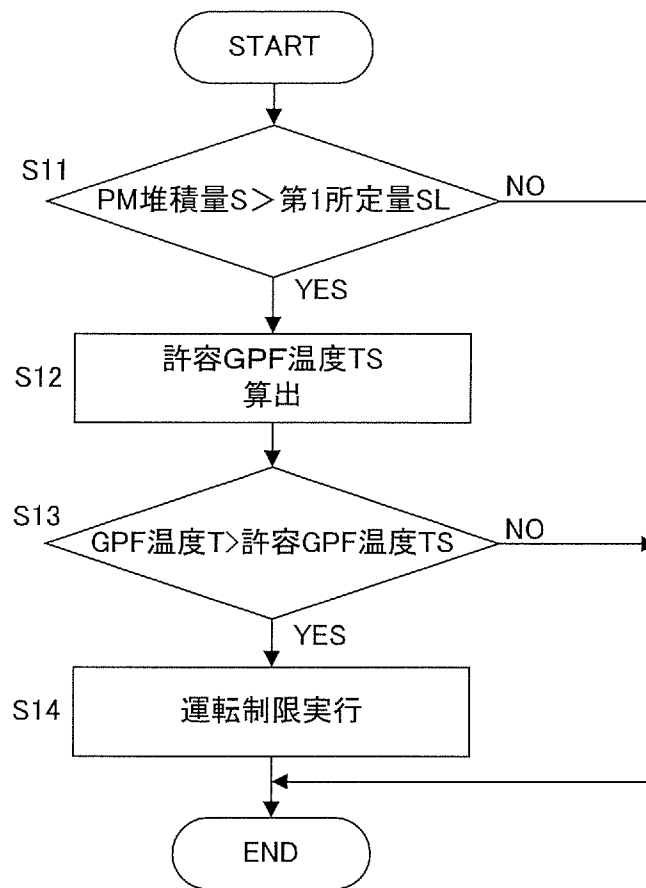 START
S11
PM堆積量S＞第1所定量SL
NO
YES
S12
許容GPF温度TS
算出
S13
GPF温度T>許容GPF温度TS
NO
YES
S14
運転制限実行
END